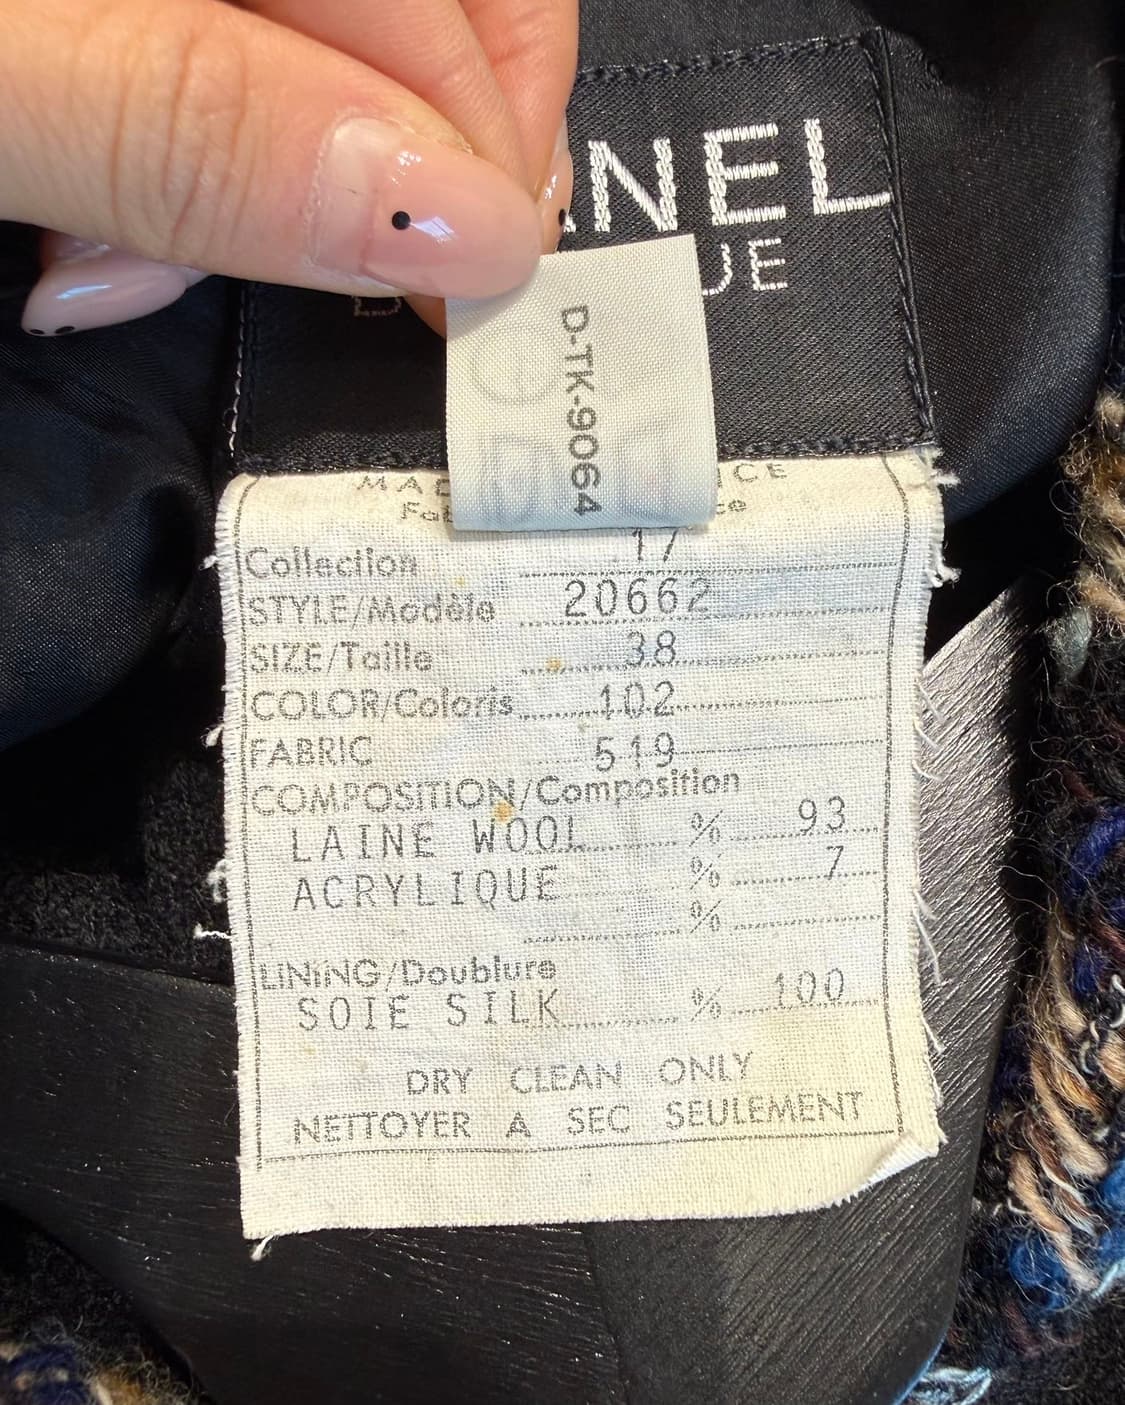 NEL
UE
D-TK-9064
Collection 17
STYLE/Modèle 20662
SIZE/Taille 38
COLOR/Coloris 102
FABRIC 519
COMPOSITION/Composition
LAINE WOOL % 93
ACRYLIQUE % 7
%
LINING/Doublure
SOIE SILK % 100
DRY CLEAN ONLY
NETTOYER A SEC SEULEMENT